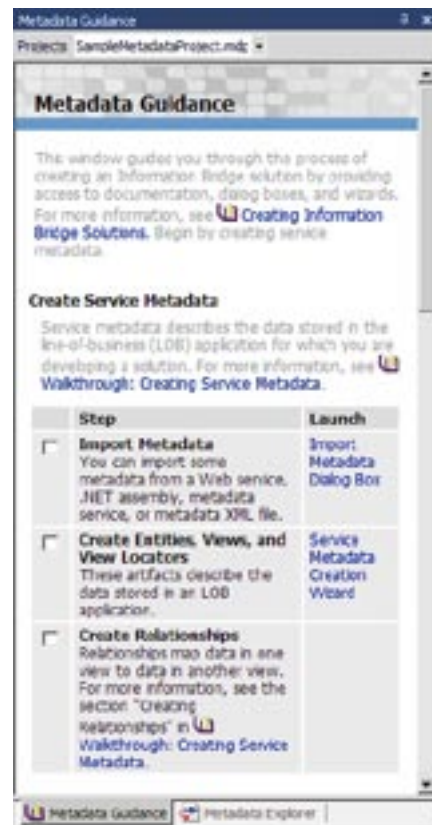 Metadata Guidance
Projects SampleMetadataProject.mdp
Metadata Guidance
This window guides you through the process of
creating an Information Bridge solution by providing
access to documentation, dialog boxes, and wizards.
For more information, see Creating Information
Bridge Solutions. Begin by creating service
metadata.
Create Service Metadata
Service metadata describes the data stored in the
line-of-business (LOB) application for which you are
developing a solution. For more information, see
Walkthrough: Creating Service Metadata.
Step Launch
Import Metadata
You can import some
metadata from a Web service,
.NET assembly, metadata
service, or metadata XML file.
Import
Metadata
Dialog Box
Create Entities, Views, and
View Locators
These artifacts describe the
data stored in an LOB
application.
Service
Metadata
Creation
Wizard
Create Relationships
Relationships map data in one
view to data in another view.
For more information, see the
section "Creating
Relationships" in
Walkthrough: Creating Service
Metadata.
Metadata Guidance Metadata Explorer